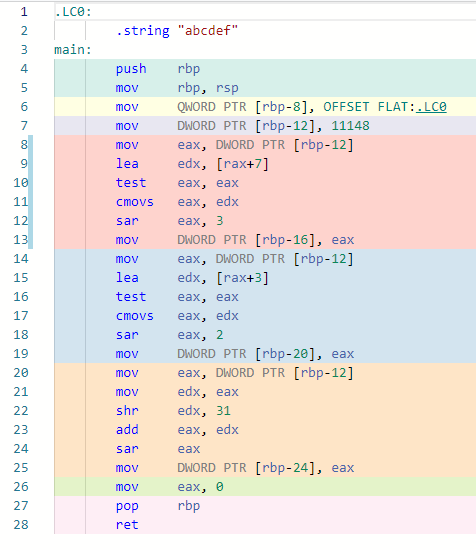 1 .LC0:
2 .string "abcdef"
3 main:
4 push rbp
5 mov rbp, rsp
6 mov QWORD PTR [rbp-8], OFFSET FLAT:.LC0
7 mov DWORD PTR [rbp-12], 11148
8 mov eax, DWORD PTR [rbp-12]
9 lea edx, [rax+7]
10 test eax, eax
11 cmovs eax, edx
12 sar eax, 3
13 mov DWORD PTR [rbp-16], eax
14 mov eax, DWORD PTR [rbp-12]
15 lea edx, [rax+3]
16 test eax, eax
17 cmovs eax, edx
18 sar eax, 2
19 mov DWORD PTR [rbp-20], eax
20 mov eax, DWORD PTR [rbp-12]
21 mov edx, eax
22 shr edx, 31
23 add eax, edx
24 sar eax
25 mov DWORD PTR [rbp-24], eax
26 mov eax, 0
27 pop rbp
28 ret